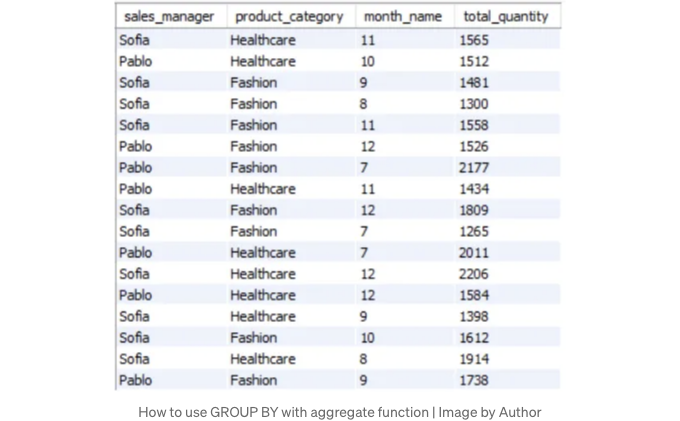 sales_manager product_category month_name total_quantity
Sofia Healthcare 11 1565
Pablo Healthcare 10 1512
Sofia Fashion 9 1481
Sofia Fashion 8 1300
Sofia Fashion 11 1558
Pablo Fashion 12 1526
Pablo Fashion 7 2177
Pablo Healthcare 11 1434
Sofia Fashion 12 1809
Sofia Fashion 7 1265
Pablo Healthcare 7 2011
Sofia Healthcare 12 2206
Pablo Healthcare 12 1584
Sofia Healthcare 9 1398
Sofia Fashion 10 1612
Sofia Healthcare 8 1914
Pablo Fashion 9 1738
How to use GROUP BY with aggregate function | Image by Author